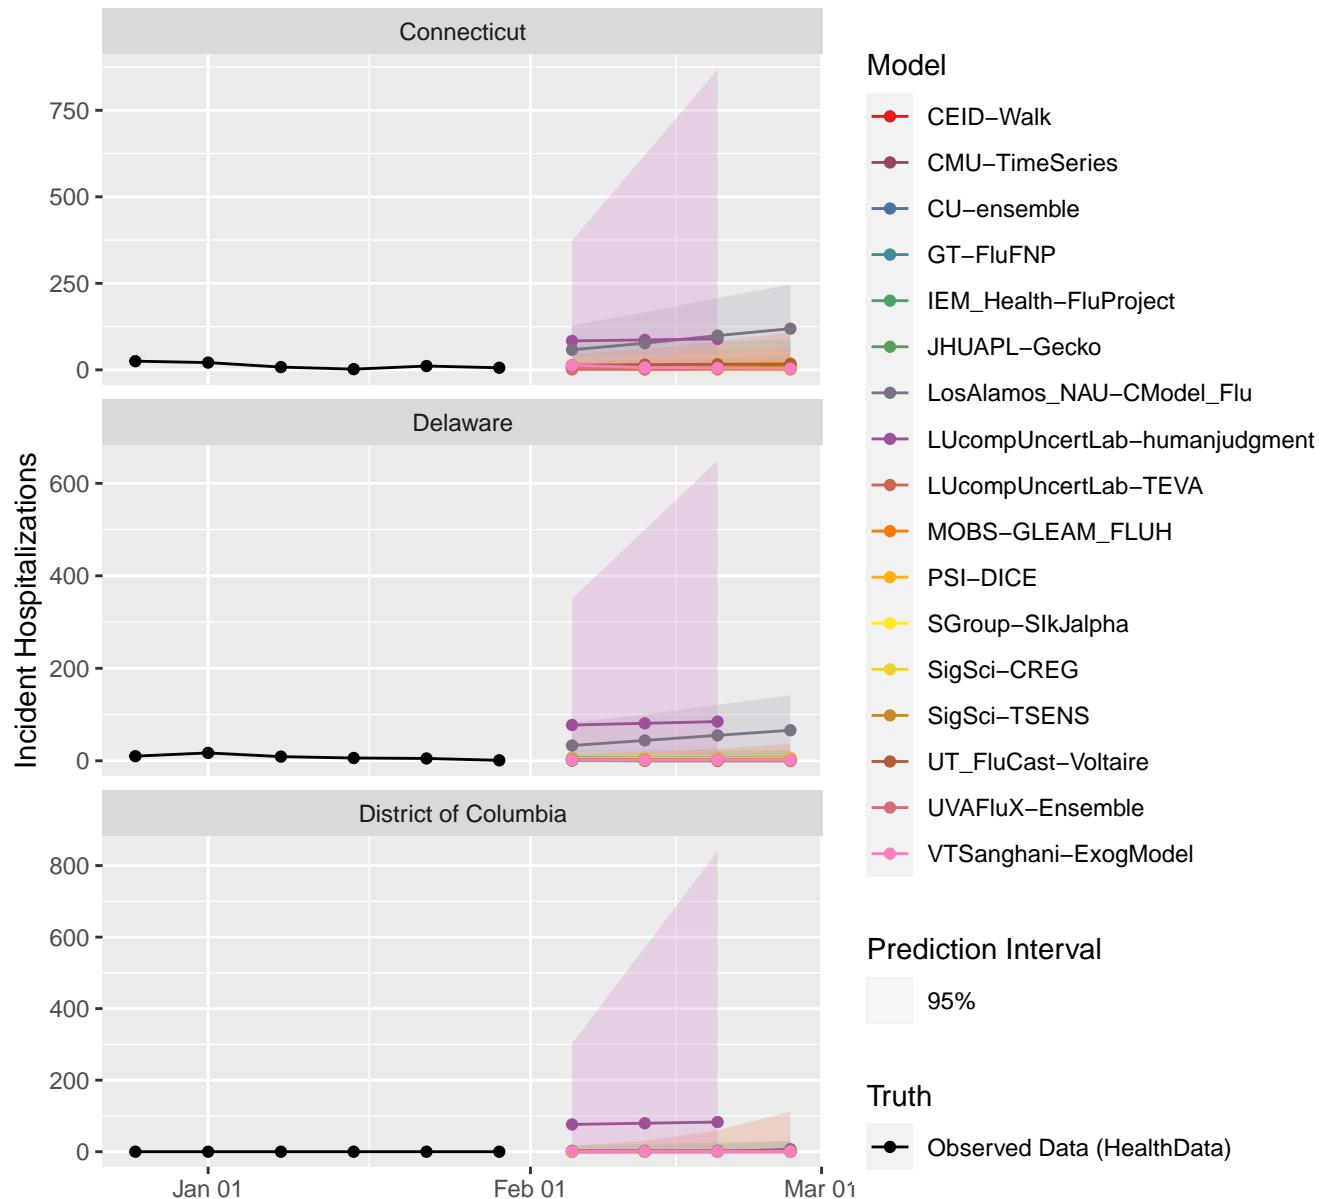 Connecticut
750
500
250
0
Delaware
600
400
200
0
District of Columbia
800
600
400
200
0
Jan 01
Feb 01
Mar 01
Incident Hospitalizations
Model
CEID−Walk
CMU−TimeSeries
CU−ensemble
GT−FluFNP
IEM_Health−FluProject
JHUAPL−Gecko
LosAlamos_NAU−CModel_Flu
LUcompUncertLab−humanjudgment
LUcompUncertLab−TEVA
MOBS−GLEAM_FLUH
PSI−DICE
SGroup−SIkJalpha
SigSci−CREG
SigSci−TSENS
UT_FluCast−Voltaire
UVAFluX−Ensemble
VTSanghani−ExogModel
Prediction Interval
95%
Truth
Observed Data (HealthData)